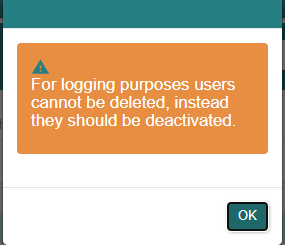 For logging purposes users
cannot be deleted, instead
they should be deactivated.
OK